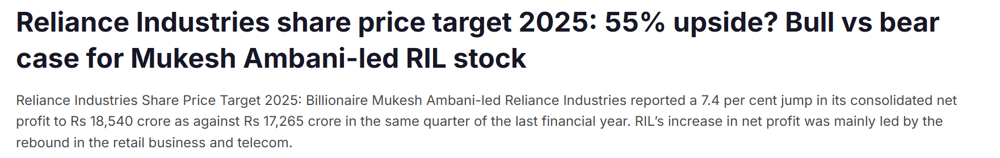 Reliance Industries share price target 2025: 55% upside? Bull vs bear
case for Mukesh Ambani-led RIL stock
Reliance Industries Share Price Target 2025: Billionaire Mukesh Ambani-led Reliance Industries reported a 7.4 per cent jump in its consolidated net
profit to Rs 18,540 crore as against Rs 17,265 crore in the same quarter of the last financial year. RIL’s increase in net profit was mainly led by the
rebound in the retail business and telecom.